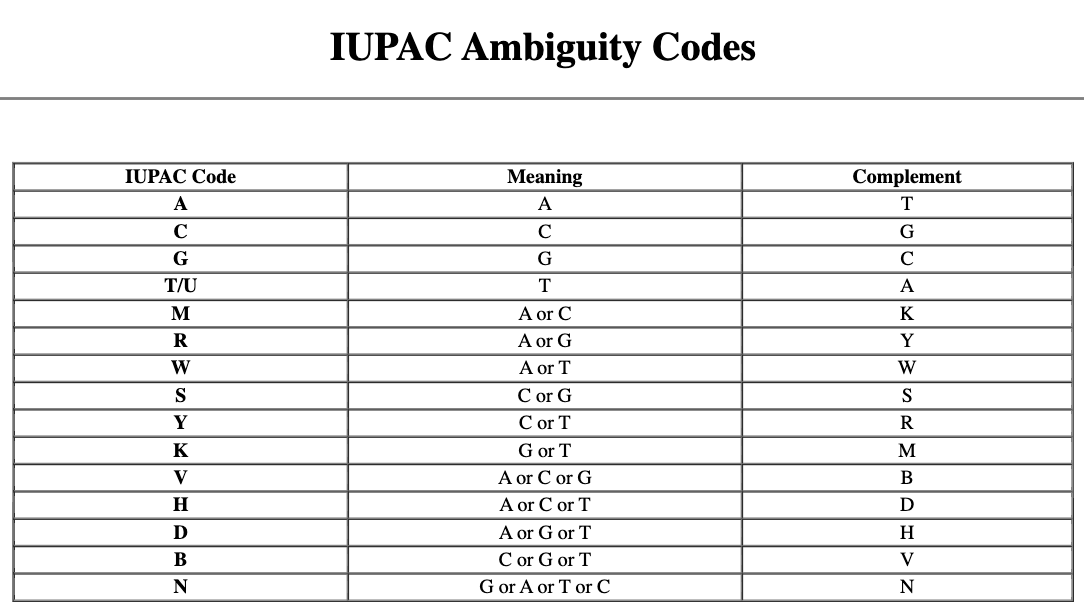 IUPAC Ambiguity Codes
IUPAC Code Meaning Complement
A A T
C C G
G G C
T/U T A
M A or C K
R A or G Y
W A or T W
S C or G S
Y C or T R
K G or T M
V A or C or G B
H A or C or T D
D A or G or T H
B C or G or T V
N G or A or T or C N